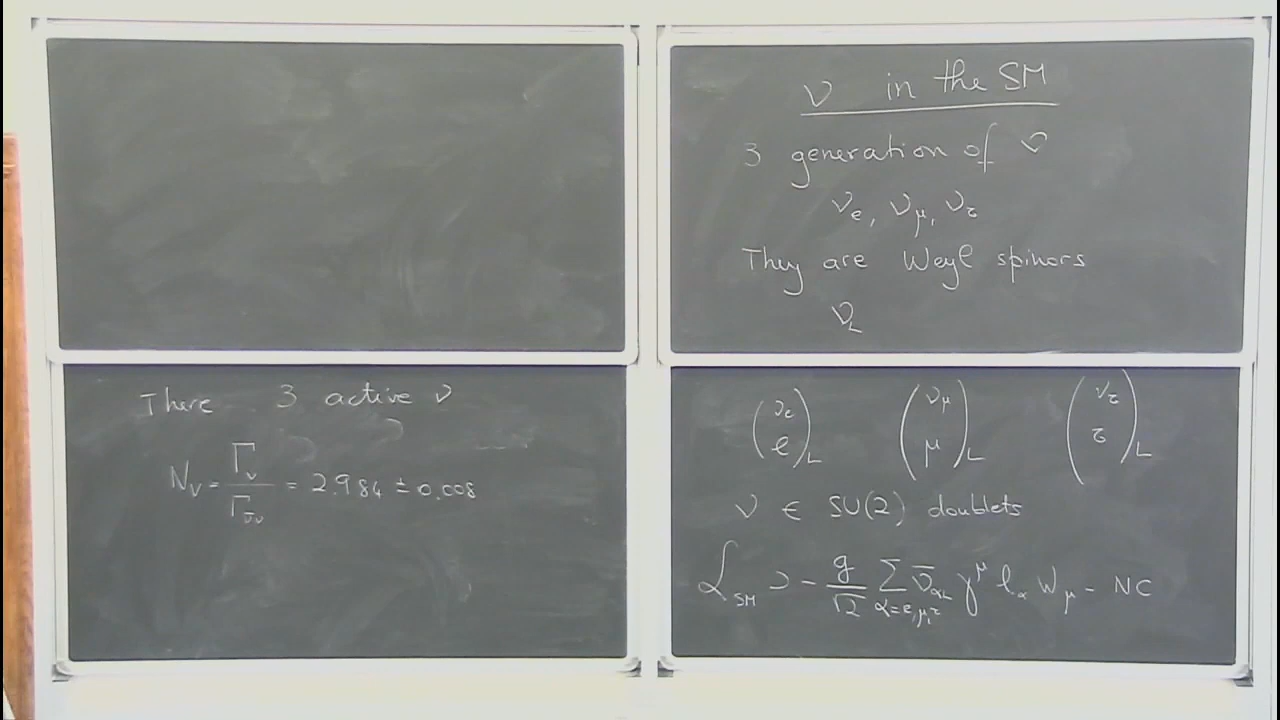 ν in the SM
3 generation of ν
ν_e, ν_μ, ν_τ
They are Weyl spinors
ν_L
(ν_e e)_L (ν_μ μ)_L (ν_τ τ)_L
ν ∈ SU(2) doublets
ℒ_SM ⊃ - g/√2 Σ_{α=e,μ,τ} ν̄_{αL} γ^μ ℓ_α W_μ - NC
There 3 active ν
N_ν = Γ_ν / Γ_{ν̄ν} = 2.984 ± 0.008